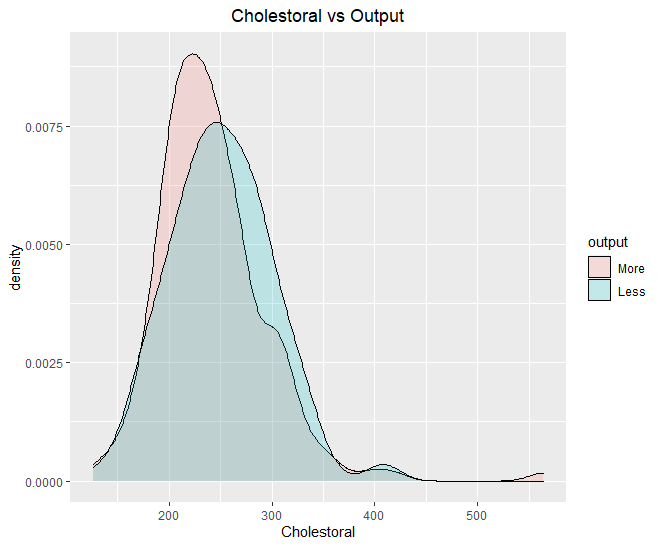 Cholestoral vs Output
density
0.0075
0.0050
0.0025
0.0000
200 300 400 500
Cholestoral
output
More
Less